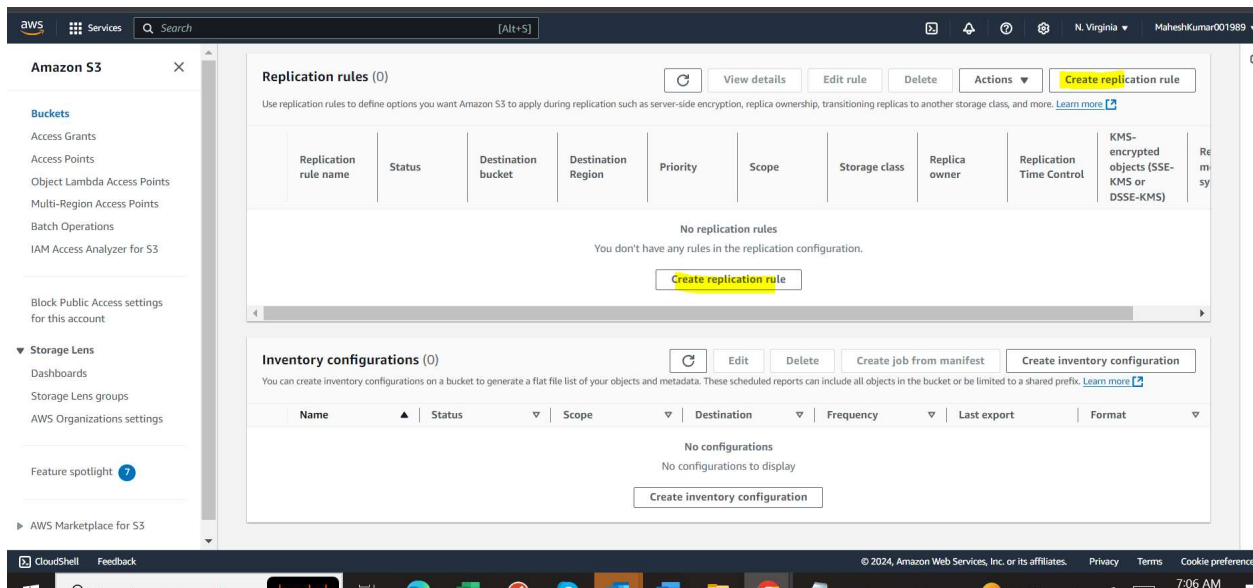 aws
Services
Search
[Alt+S]
N. Virginia
MaheshKumar001989
Amazon S3
Buckets
Access Grants
Access Points
Object Lambda Access Points
Multi-Region Access Points
Batch Operations
IAM Access Analyzer for S3
Block Public Access settings
for this account
Storage Lens
Dashboards
Storage Lens groups
AWS Organizations settings
Feature spotlight 7
AWS Marketplace for S3
Replication rules (0)
View details
Edit rule
Delete
Actions
Create replication rule
Use replication rules to define options you want Amazon S3 to apply during replication such as server-side encryption, replica ownership, transitioning replicas to another storage class, and more. Learn more
Replication
rule name
Status
Destination
bucket
Destination
Region
Priority
Scope
Storage class
Replica
owner
Replication
Time Control
KMS-
encrypted
objects (SSE-
KMS or
DSSE-KMS)
No replication rules
You don't have any rules in the replication configuration.
Create replication rule
Inventory configurations (0)
Edit
Delete
Create job from manifest
Create inventory configuration
You can create inventory configurations on a bucket to generate a flat file list of your objects and metadata. These scheduled reports can include all objects in the bucket or be limited to a shared prefix. Learn more
Name
Status
Scope
Destination
Frequency
Last export
Format
No configurations
No configurations to display
Create inventory configuration
CloudShell
Feedback
© 2024, Amazon Web Services, Inc. or its affiliates.
Privacy
Terms
Cookie preference
7:06 AM